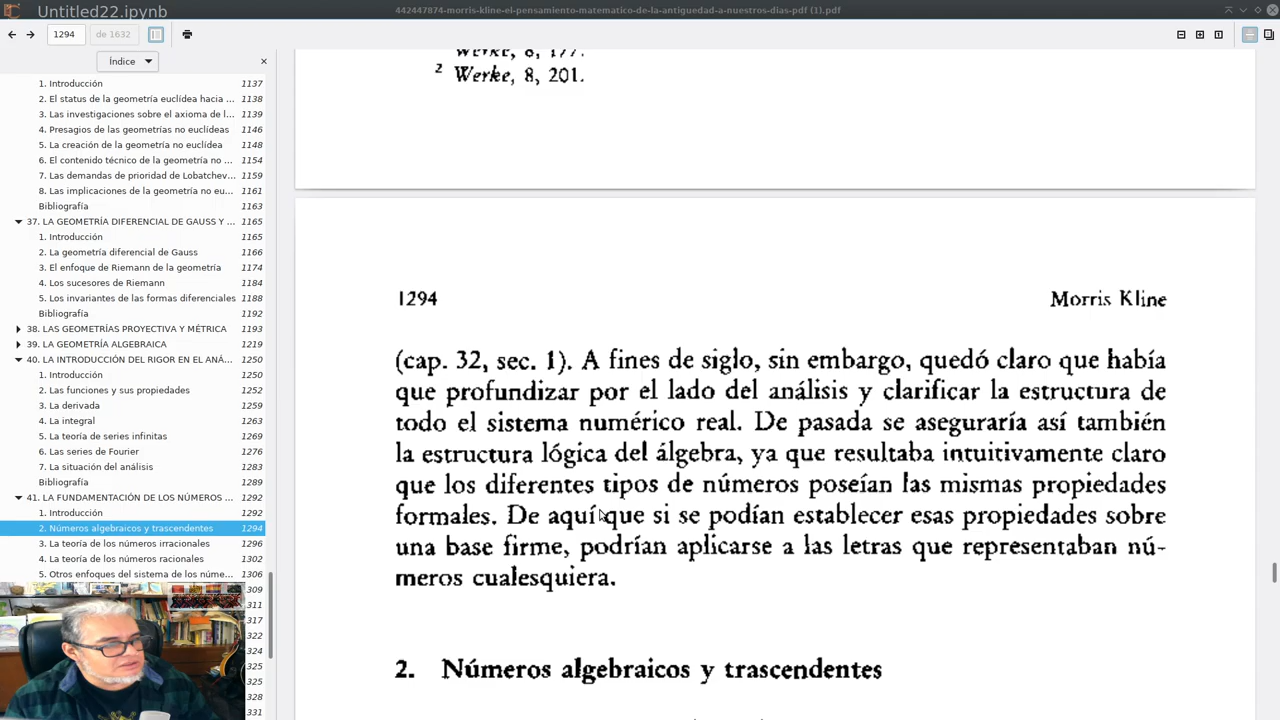 Untitled22.ipynb
442447874-morris-kline-el-pensamiento-matematico-de-la-antiguedad-a-nuestros-dias-pdf (1).pdf
1294 de 1632
Índice
1. Introducción 1137
2. El status de la geometría euclídea hacia ... 1138
3. Las investigaciones sobre el axioma de l... 1139
4. Presagios de las geometrías no euclídeas 1146
5. La creación de la geometría no euclídea 1148
6. El contenido técnico de la geometría no ... 1154
7. Las demandas de prioridad de Lobatchev... 1159
8. Las implicaciones de la geometría no eu... 1161
Bibliografía 1163
37. LA GEOMETRÍA DIFERENCIAL DE GAUSS Y ... 1165
1. Introducción 1165
2. La geometría diferencial de Gauss 1166
3. El enfoque de Riemann de la geometría 1174
4. Los sucesores de Riemann 1184
5. Los invariantes de las formas diferenciales 1188
Bibliografía 1192
38. LAS GEOMETRÍAS PROYECTIVA Y MÉTRICA 1193
39. LA GEOMETRÍA ALGEBRAICA 1219
40. LA INTRODUCCIÓN DEL RIGOR EN EL ANÁ... 1250
1. Introducción 1250
2. Las funciones y sus propiedades 1252
3. La derivada 1259
4. La integral 1263
5. La teoría de series infinitas 1269
6. Las series de Fourier 1276
7. La situación del análisis 1283
Bibliografía 1289
41. LA FUNDAMENTACIÓN DE LOS NÚMEROS ... 1292
1. Introducción 1292
2. Números algebraicos y trascendentes 1294
3. La teoría de los números irracionales 1296
4. La teoría de los números racionales 1302
5. Otros enfoques del sistema de los núme... 1306
309
311
317
322
324
325
325
328
331
Werke, 8, 177.
2 Werke, 8, 201.
1294 Morris Kline
(cap. 32, sec. 1). A fines de siglo, sin embargo, quedó claro que había
que profundizar por el lado del análisis y clarificar la estructura de
todo el sistema numérico real. De pasada se aseguraría así también
la estructura lógica del álgebra, ya que resultaba intuitivamente claro
que los diferentes tipos de números poseían las mismas propiedades
formales. De aquí que si se podían establecer esas propiedades sobre
una base firme, podrían aplicarse a las letras que representaban nú-
meros cualesquiera.
2. Números algebraicos y trascendentes